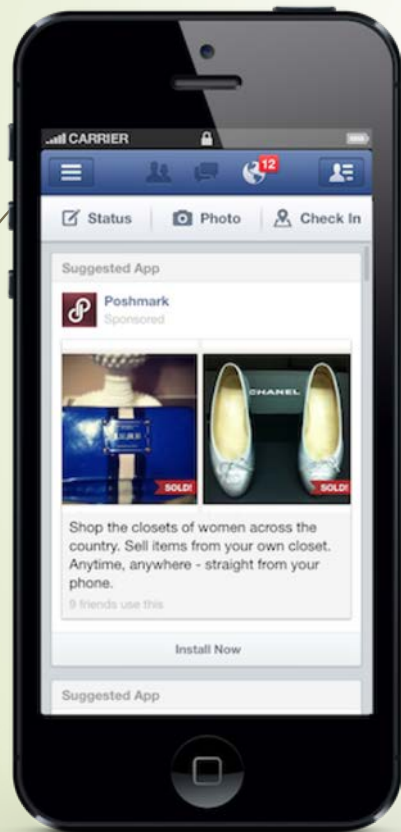 CARRIER
12
Status Photo Check In
Suggested App
Poshmark
Sponsored
CHANEL
SOLD! SOLD!
Shop the closets of women across the
country. Sell items from your own closet.
Anytime, anywhere - straight from your
phone.
9 friends use this
Install Now
Suggested App